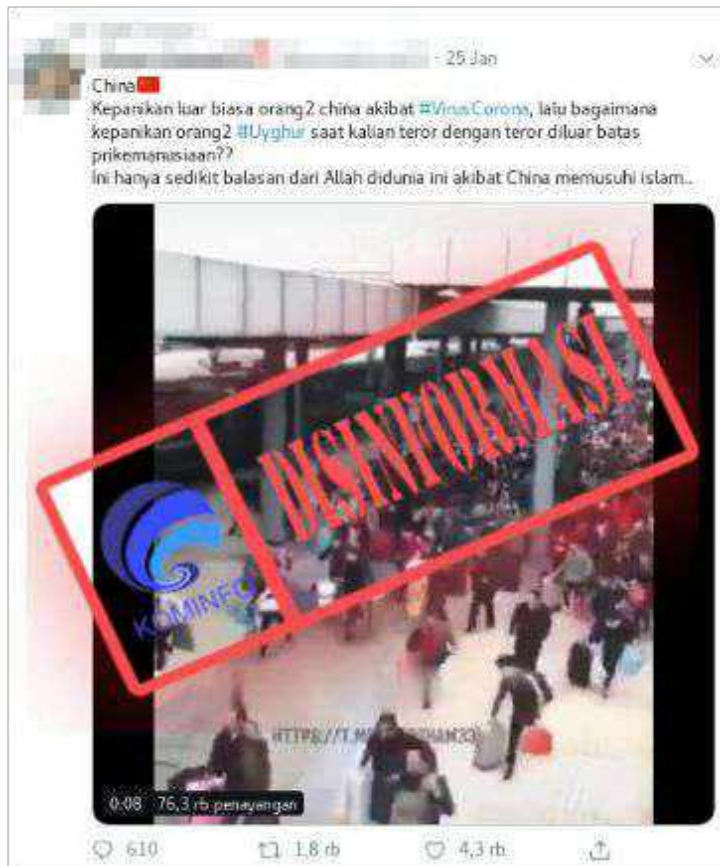 - 25 Jan
China
Kepanikan luar biasa orang2 china akibat #VirusCorona, lalu bagaimana
kepanikan orang2 #Uyghur saat kalian teror dengan teror diluar batas
prikemanusiaan??
Ini hanya sedikit balasan dari Allah didunia ini akibat China memusuhi islam..
DISINFORMASI
KOMINFO
0:08 76,3 rb penayangan
610 1,8 rb 4,3 rb